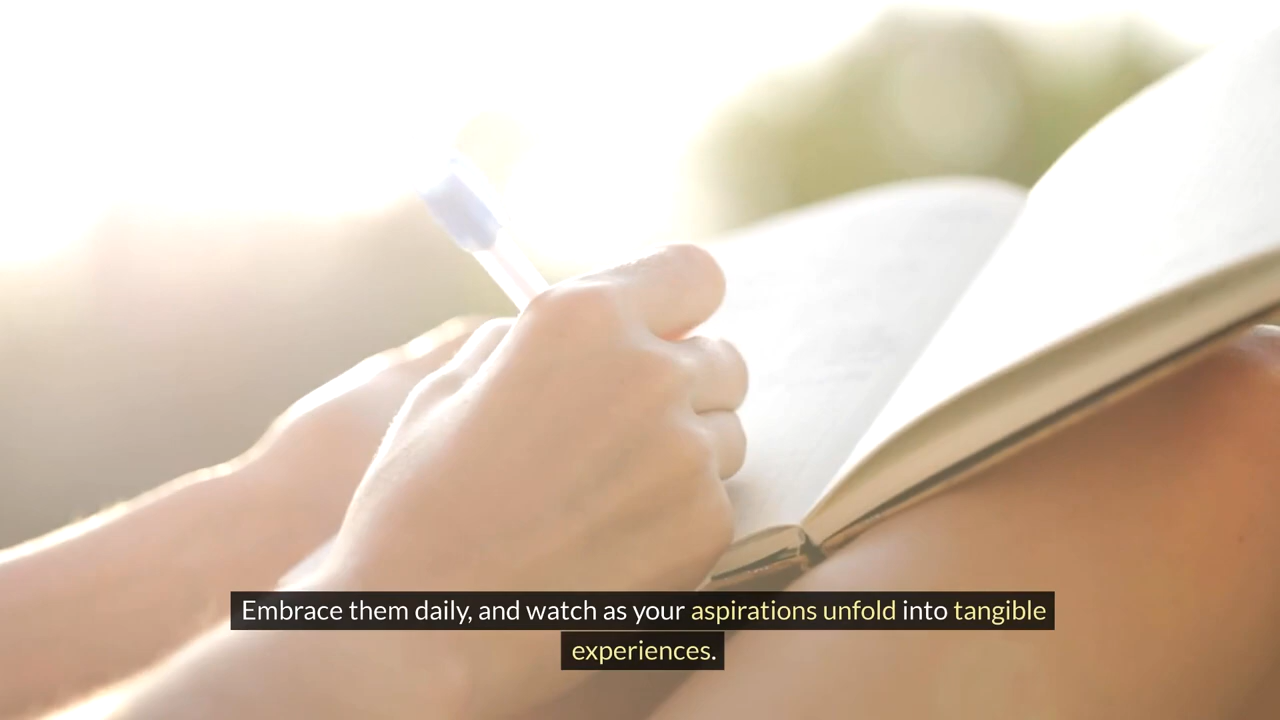 Embrace them daily, and watch as your aspirations unfold into tangible
experiences.